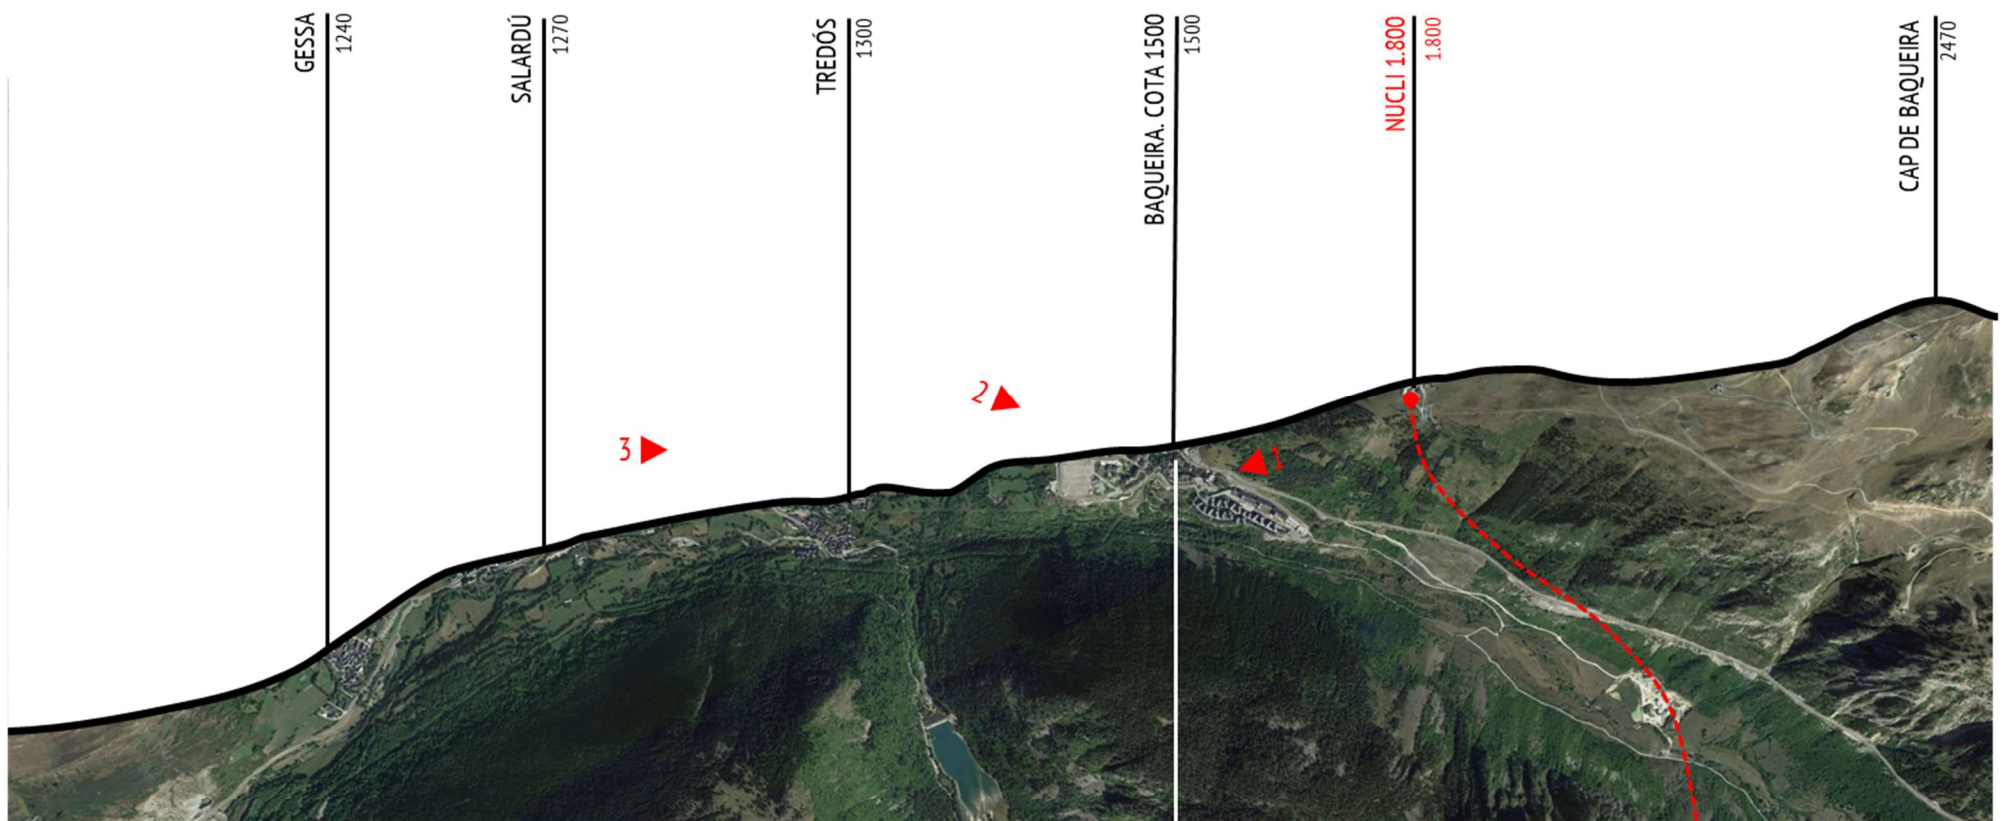 GESSA
1240
SALARDÚ
1270
TREDÓS
1300
BAQUEIRA. COTA 1500
1500
NUCLI 1.800
1.800
CAP DE BAQUEIRA
2470
3
2
1